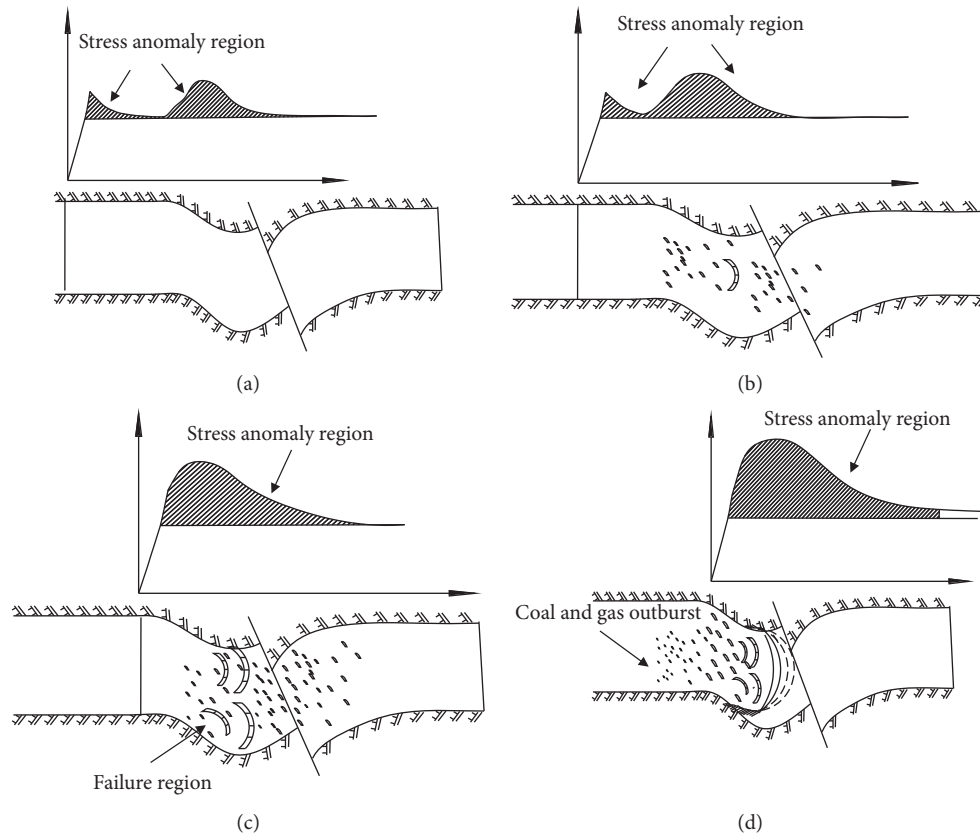 Stress anomaly region
Stress anomaly region
(a)
(b)
Stress anomaly region
Stress anomaly region
Coal and gas outburst
Failure region
(c)
(d)